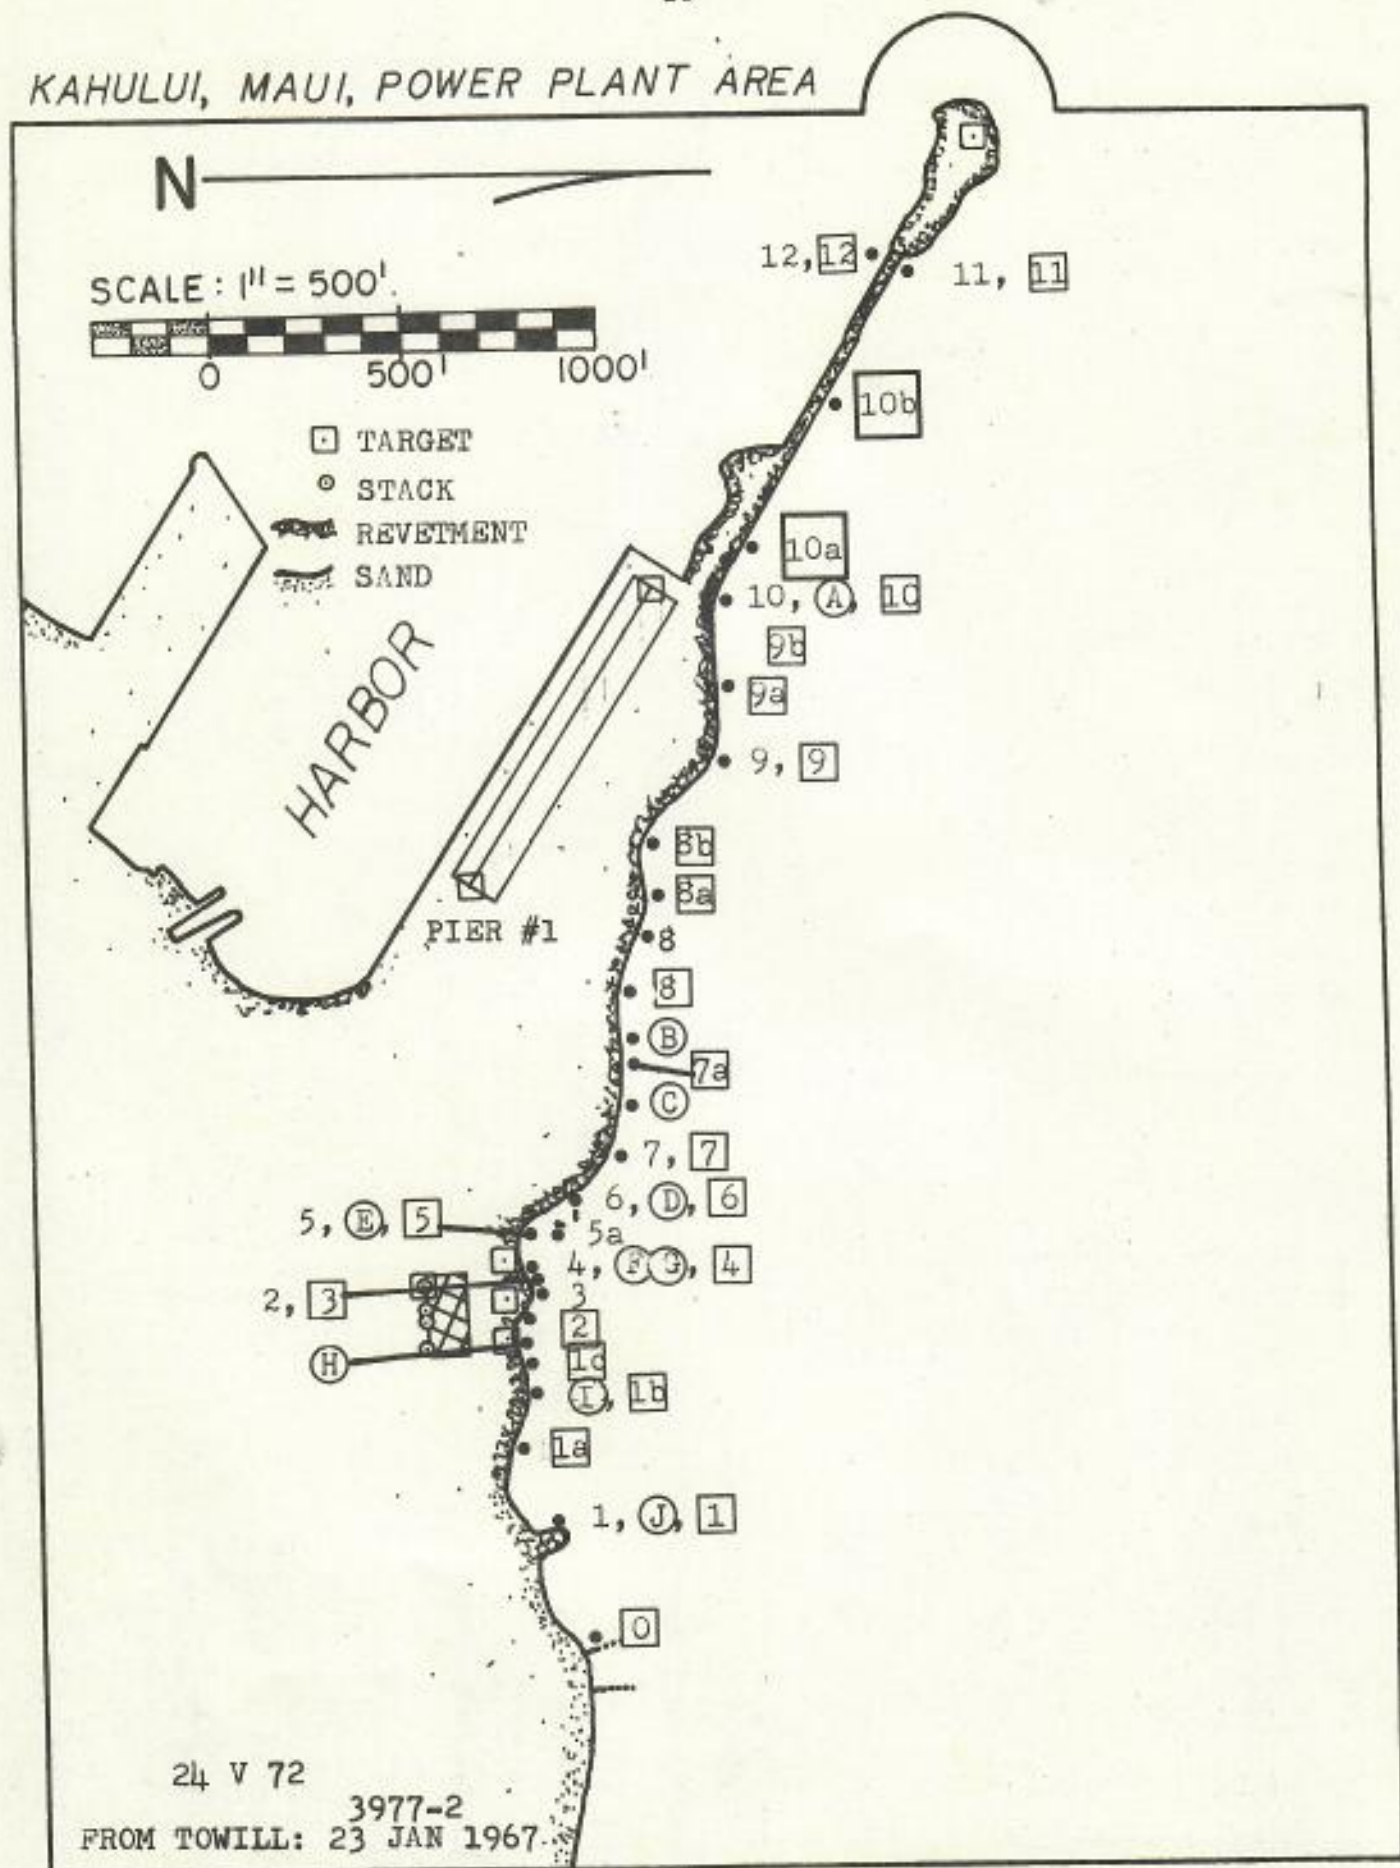 KAHULUI, MAUI, POWER PLANT AREA
N
SCALE: 1" = 500'
0 500' 1000'
TARGET
STACK
REVETMENT
SAND
HARBOR
PIER #1
12, 12
11, 11
10b
10a
10, A, 10
9b
9a
9, 9
8b
8a
8
8
B
7a
C
7, 7
6, D, 6
5, E, 5
5a
4, F G, 4
2, 3
3
2
H
1c
I, 1b
1a
1, J, 1
0
24 V 72
3977-2
FROM TOWILL: 23 JAN 1967